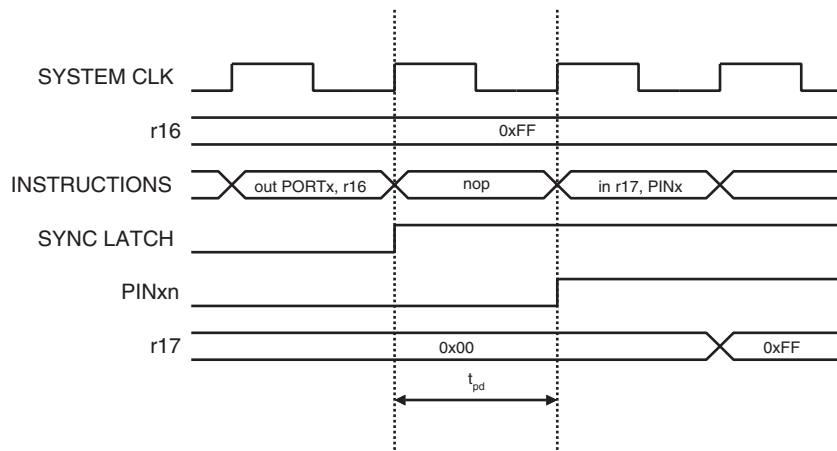 SYSTEM CLK
r16
0xFF
INSTRUCTIONS
out PORTx, r16
nop
in r17, PINx
SYNC LATCH
PINxn
r17
0x00
0xFF
tpd